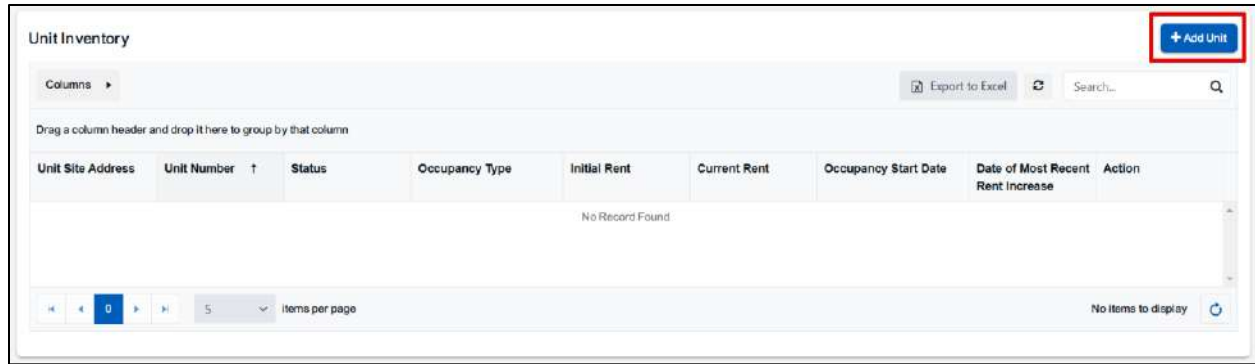 Unit Inventory
+ Add Unit
Columns
Export to Excel
Search...
Drag a column header and drop it here to group by that column
Unit Site Address Unit Number ↑ Status Occupancy Type Initial Rent Current Rent Occupancy Start Date Date of Most Recent Action
Rent Increase
No Record Found
0 5 items per page No items to display